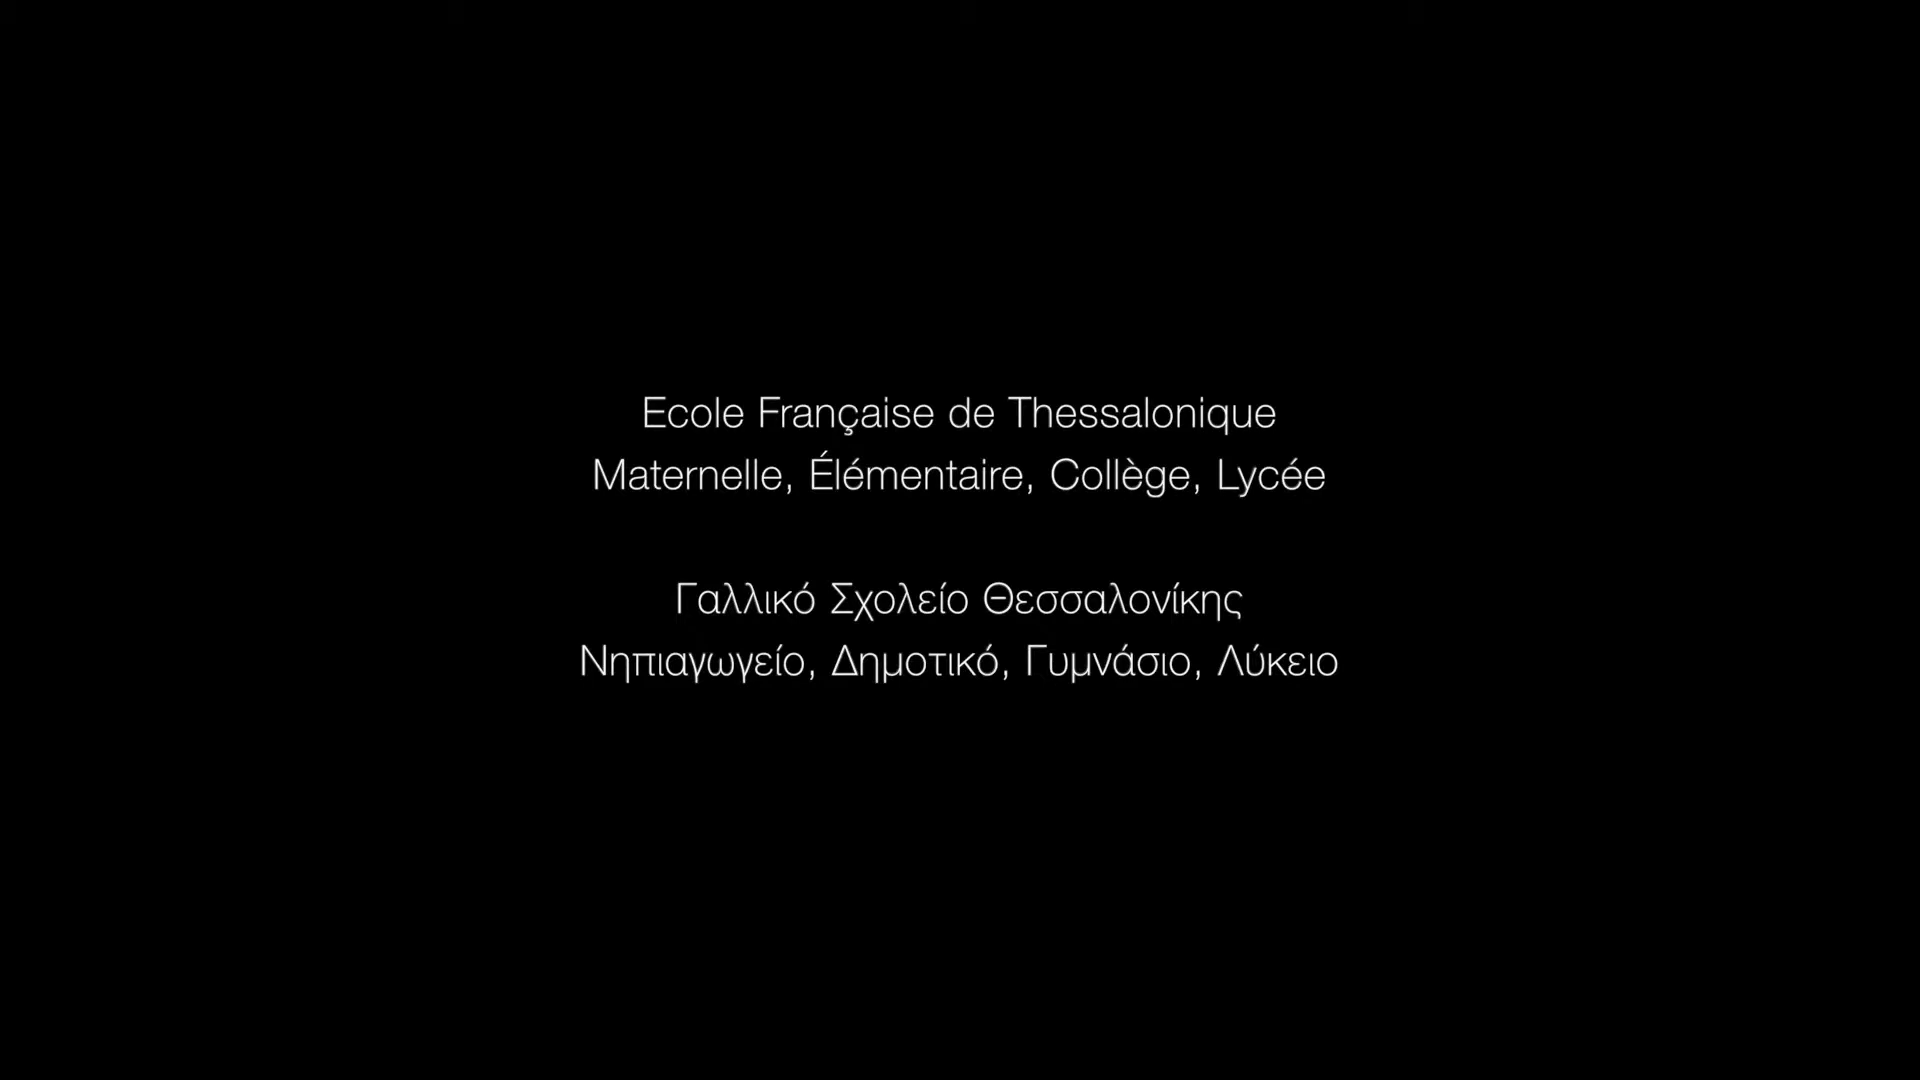 Ecole Française de Thessalonique
Maternelle, Élémentaire, Collège, Lycée
Γαλλικό Σχολείο Θεσσαλονίκης
Νηπιαγωγείο, Δημοτικό, Γυμνάσιο, Λύκειο